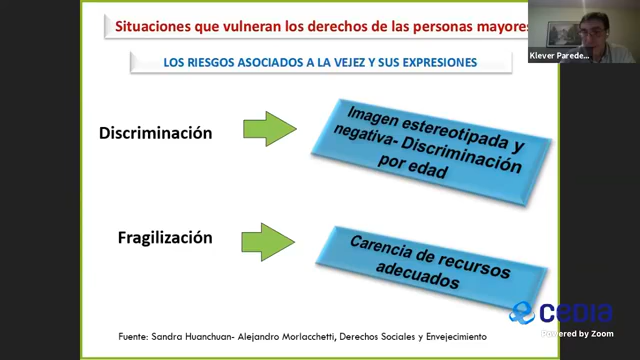 Situaciones que vulneran los derechos de las personas mayores
Klever Parede...
LOS RIESGOS ASOCIADOS A LA VEJEZ Y SUS EXPRESIONES
Discriminación
Imagen estereotipada y
negativa- Discriminación
por edad
Fragilización
Carencia de recursos
adecuados
cedia
Powered by Zoom
Fuente: Sandra Huanchuan- Alejandro Morlacchetti, Derechos Sociales y Envejecimiento